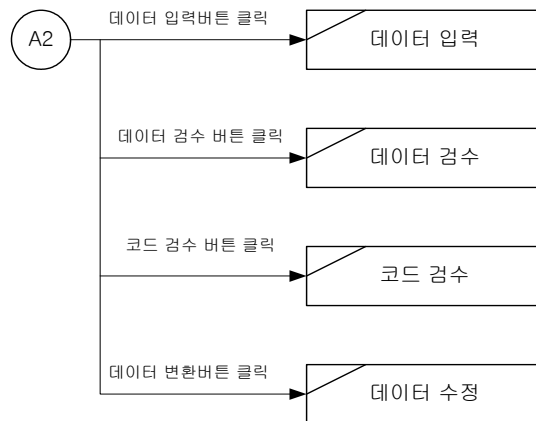 데이터 입력버튼 클릭
A2
데이터 입력
데이터 검수 버튼 클릭
데이터 검수
코드 검수 버튼 클릭
코드 검수
데이터 변환버튼 클릭
데이터 수정